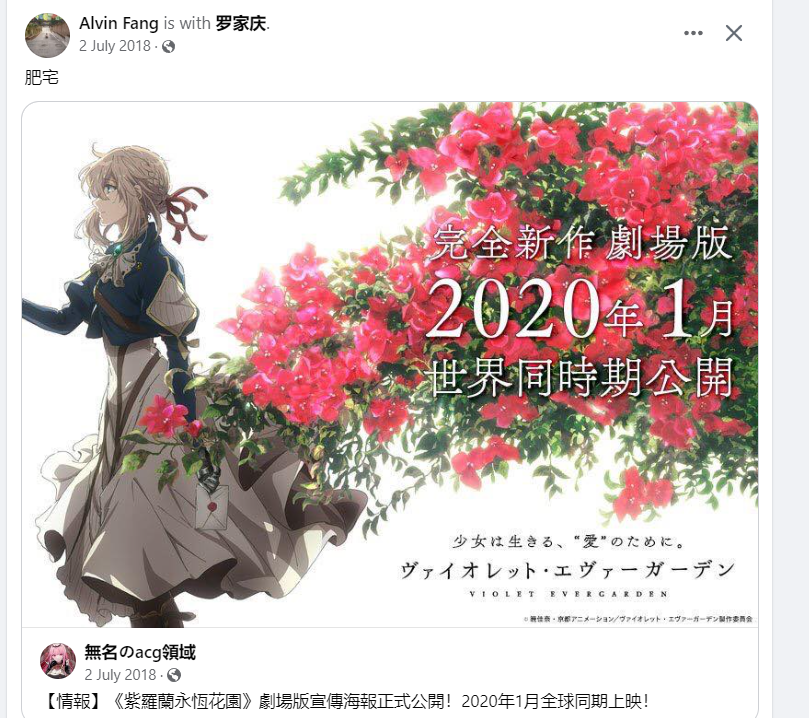 Alvin Fang is with 罗家庆.
2 July 2018 ·
肥宅
完全新作 劇場版
2020年 1月
世界同時期公開
少女は生きる、“愛”のために。
ヴァイオレット・エヴァーガーデン
VIOLET EVERGARDEN
©暁佳奈・京都アニメーション/ヴァイオレット・エヴァーガーデン製作委員会
無名のacg領域
2 July 2018 ·
【情報】《紫羅蘭永恆花園》劇場版宣傳海報正式公開！2020年1月全球同期上映！